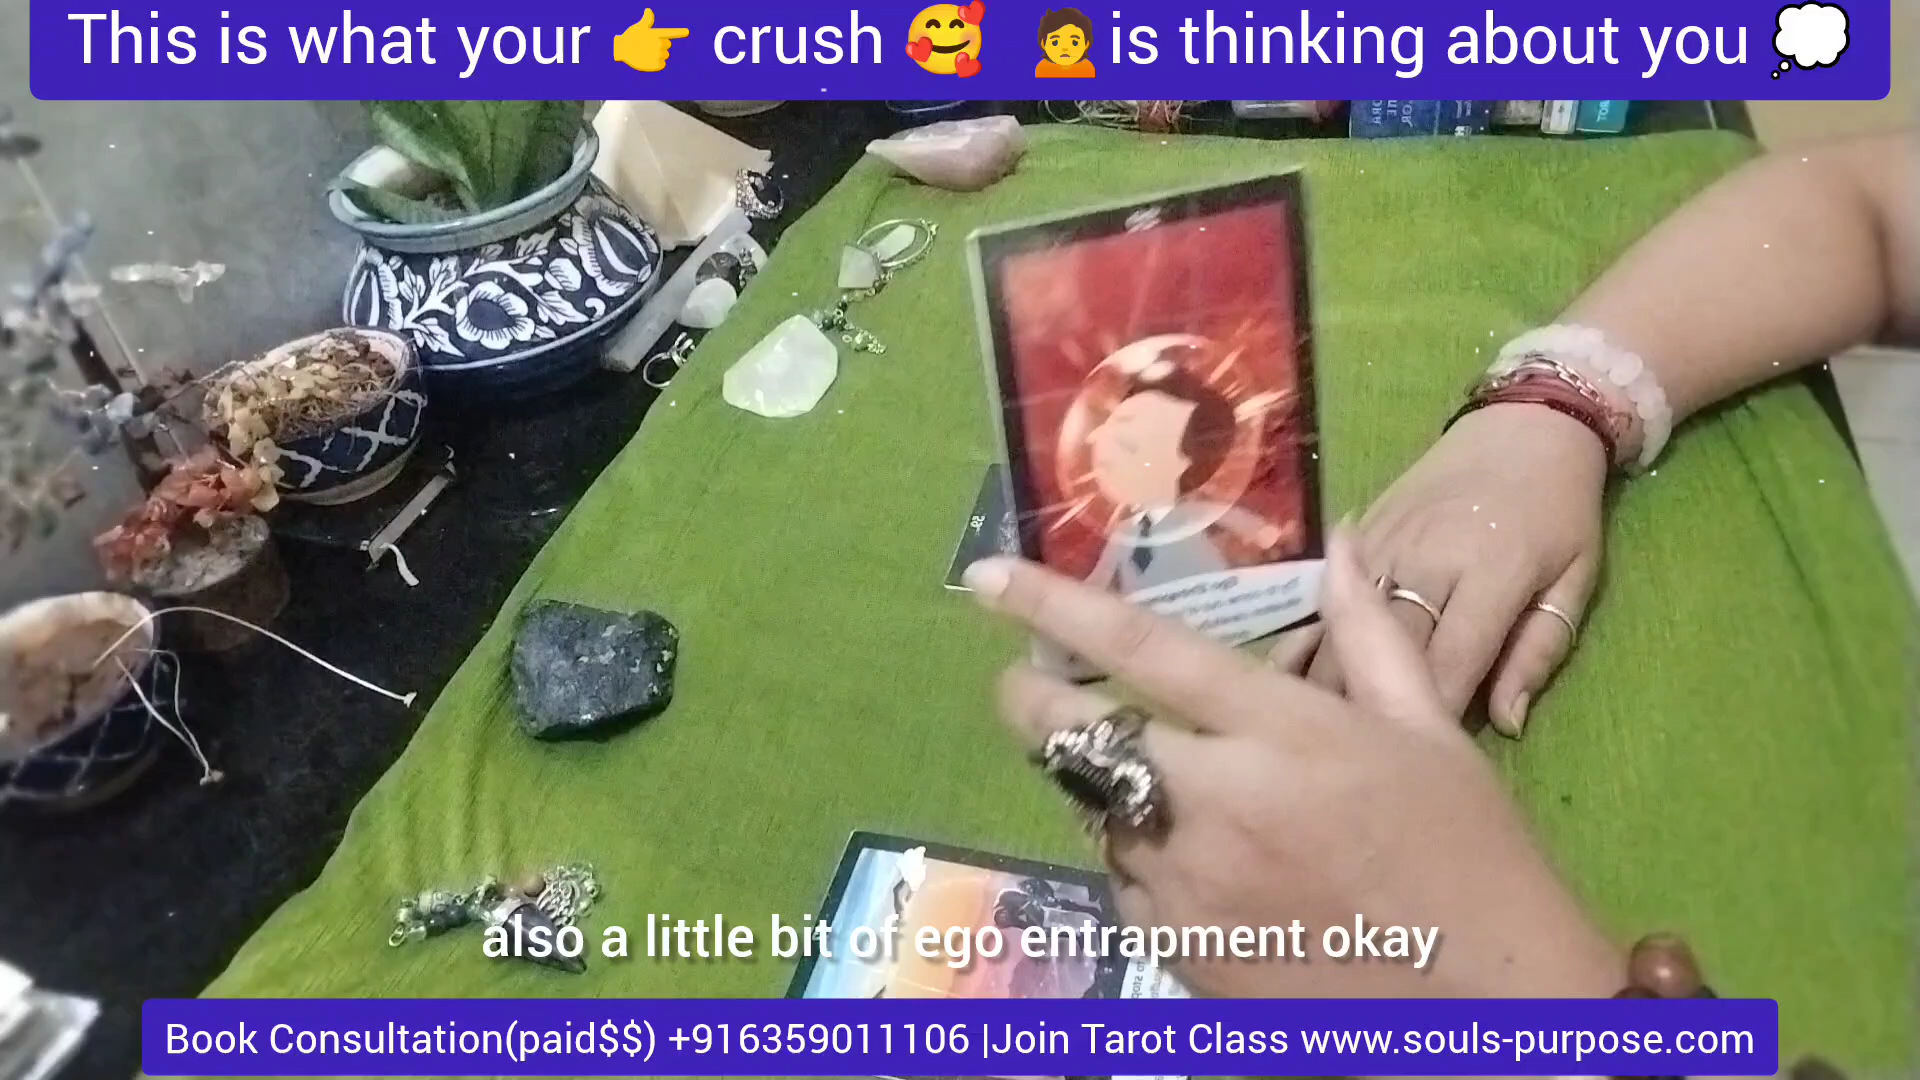 This is what your 👉 crush 🥰 🙍 is thinking about you 💭
also a little bit of ego entrapment okay
Book Consultation(paid$$) +916359011106 |Join Tarot Class www.souls-purpose.com